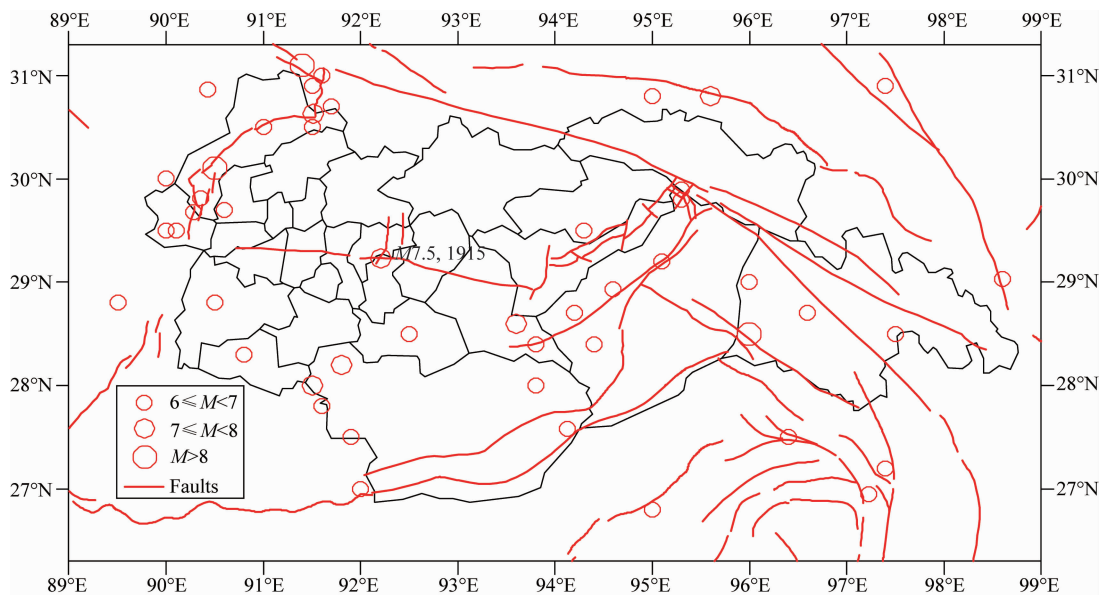 89°E 90°E 91°E 92°E 93°E 94°E 95°E 96°E 97°E 98°E 99°E
31°N 31°N
30°N 30°N
29°N M7.5, 1915 29°N
28°N 28°N
6≤M<7
7≤M<8
M>8
Faults
27°N 27°N
89°E 90°E 91°E 92°E 93°E 94°E 95°E 96°E 97°E 98°E 99°E